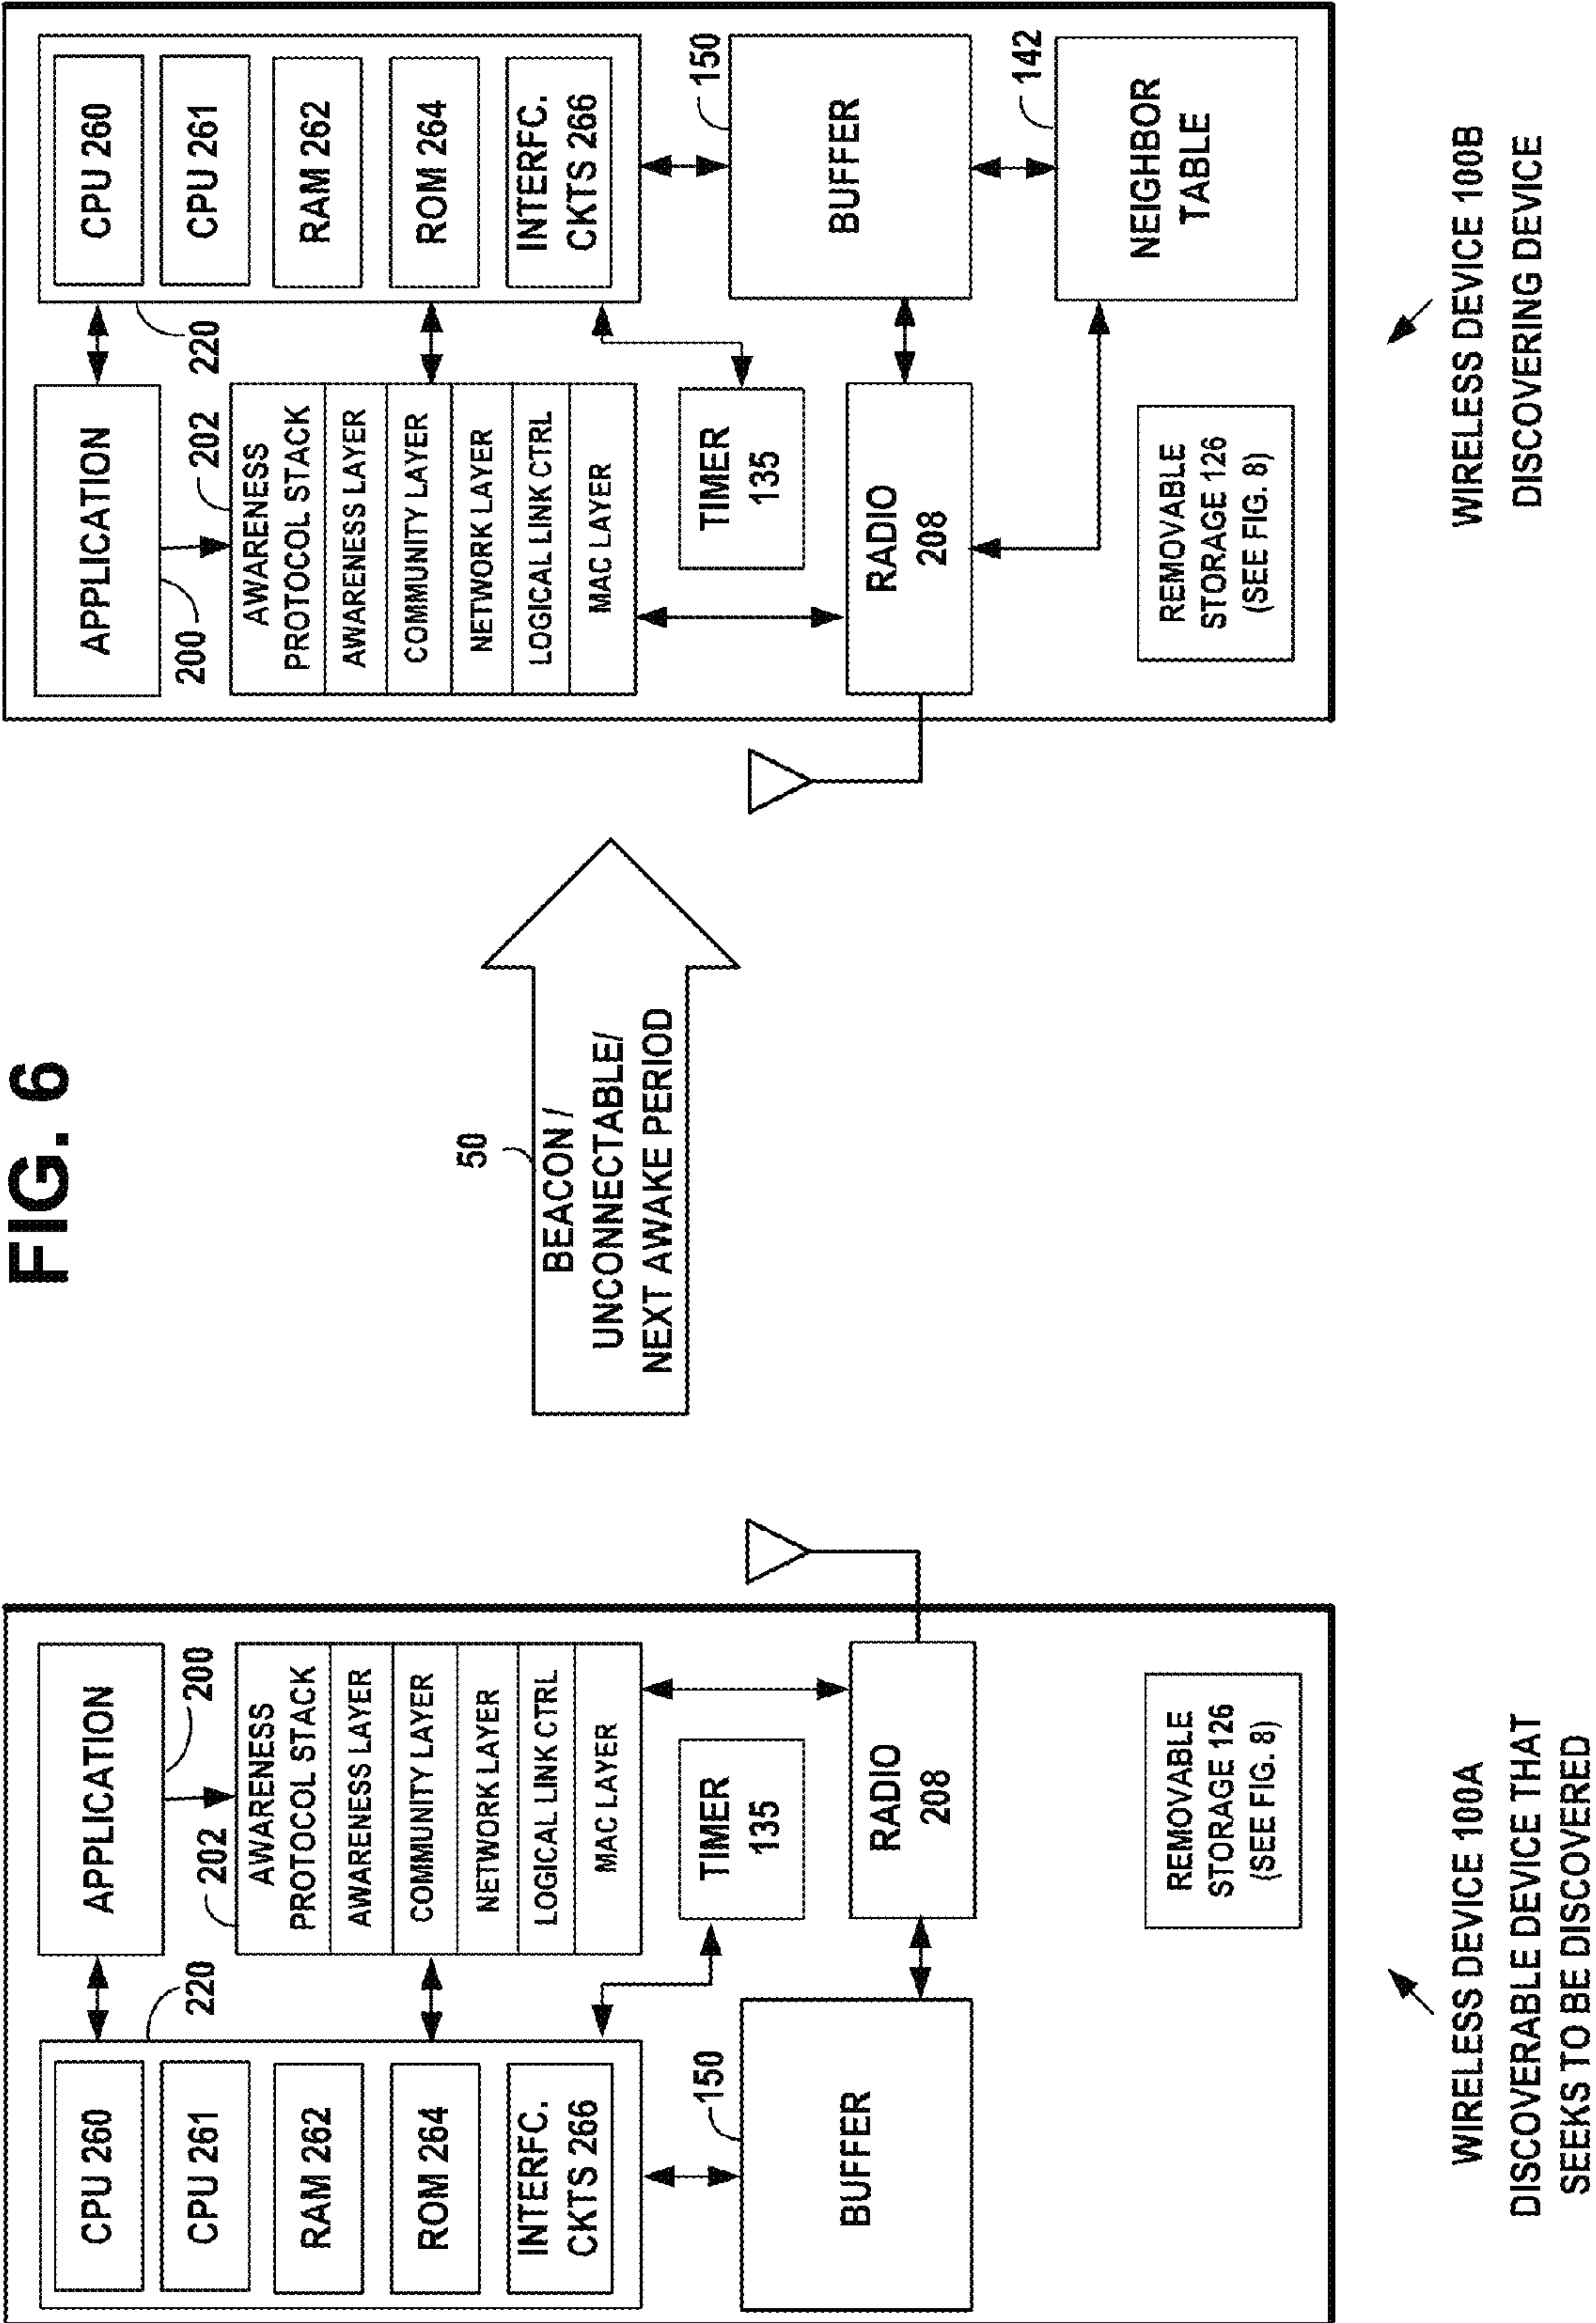 FIG. 6
CPU 260
CPU 261
RAM 262
ROM 264
INTERFC.
CKTS 266
220
APPLICATION
200
202
AWARENESS
PROTOCOL STACK
AWARENESS LAYER
COMMUNITY LAYER
NETWORK LAYER
LOGICAL LINK CTRL
MAC LAYER
TIMER
135
150
BUFFER
RADIO
208
REMOVABLE
STORAGE 126
(SEE FIG. 8)
WIRELESS DEVICE 100A
DISCOVERABLE DEVICE THAT
SEEKS TO BE DISCOVERED
50
BEACON /
UNCONNECTABLE/
NEXT AWAKE PERIOD
APPLICATION
200
202
AWARENESS
PROTOCOL STACK
AWARENESS LAYER
COMMUNITY LAYER
NETWORK LAYER
LOGICAL LINK CTRL
MAC LAYER
220
CPU 260
CPU 261
RAM 262
ROM 264
INTERFC.
CKTS 266
TIMER
135
150
BUFFER
RADIO
208
142
NEIGHBOR
TABLE
REMOVABLE
STORAGE 126
(SEE FIG. 8)
WIRELESS DEVICE 100B
DISCOVERING DEVICE